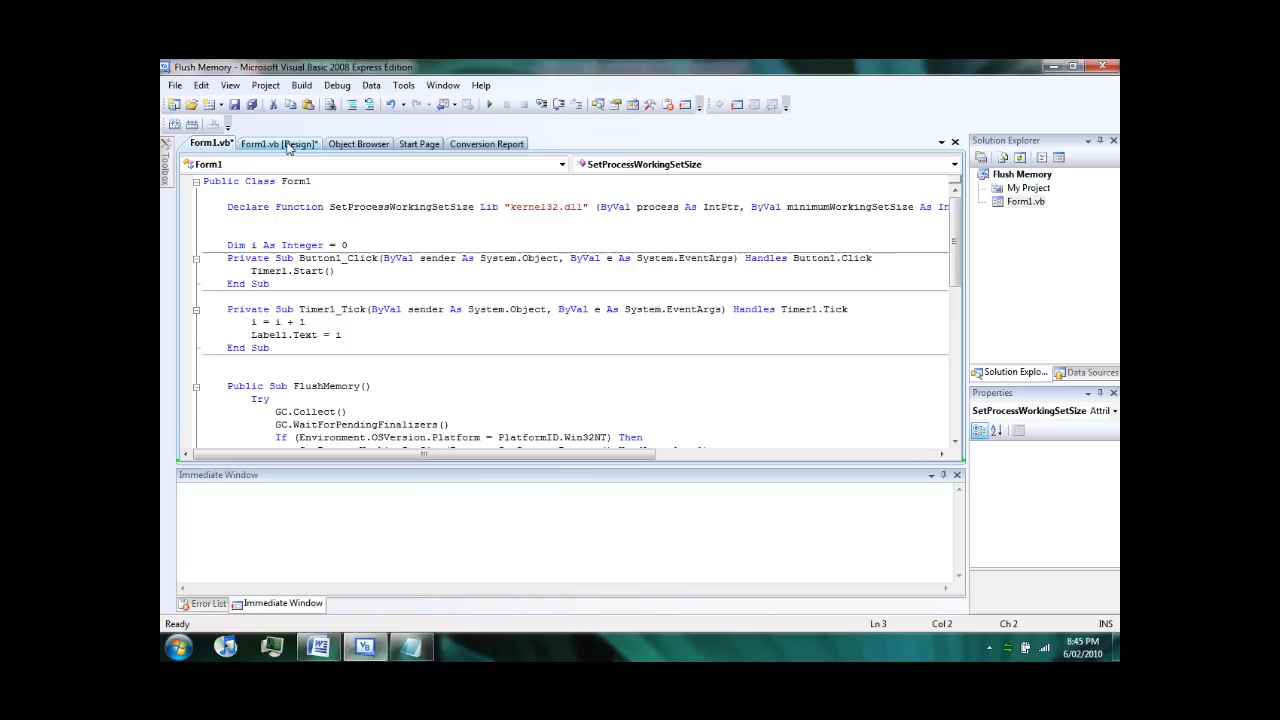 Flush Memory - Microsoft Visual Basic 2008 Express Edition
File Edit View Project Build Debug Data Tools Window Help
Form1.vb* Form1.vb [Design]* Object Browser Start Page Conversion Report
Solution Explorer
Toolbox
Form1 SetProcessWorkingSetSize
Flush Memory
My Project
Form1.vb
Public Class Form1
Declare Function SetProcessWorkingSetSize Lib "kernel32.dll" (ByVal process As IntPtr, ByVal minimumWorkingSetSize As In
Dim i As Integer = 0
Private Sub Button1_Click(ByVal sender As System.Object, ByVal e As System.EventArgs) Handles Button1.Click
Timer1.Start()
End Sub
Private Sub Timer1_Tick(ByVal sender As System.Object, ByVal e As System.EventArgs) Handles Timer1.Tick
i = i + 1
Label1.Text = i
End Sub
Public Sub FlushMemory()
Try
GC.Collect()
GC.WaitForPendingFinalizers()
If (Environment.OSVersion.Platform = PlatformID.Win32NT) Then
Solution Explo... Data Sources
Properties
SetProcessWorkingSetSize Attri
Immediate Window
Error List Immediate Window
Ready Ln 3 Col 2 Ch 2 INS
8:45 PM
6/02/2010